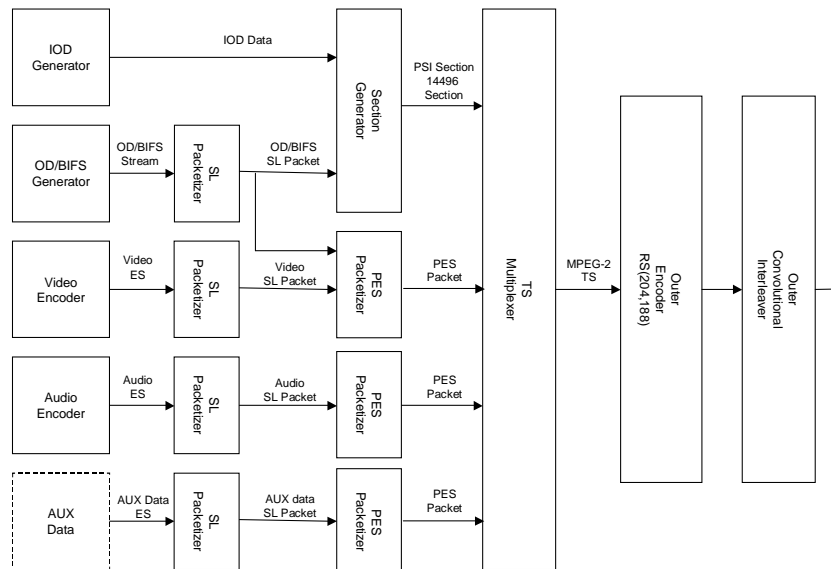 IOD
Generator
IOD Data
Section
Generator
PSI Section
14496
Section
OD/BIFS
Generator
OD/BIFS
Stream
SL
Packetizer
OD/BIFS
SL Packet
Video
Encoder
Video
ES
SL
Packetizer
Video
SL Packet
PES
Packetizer
PES
Packet
Audio
Encoder
Audio
ES
SL
Packetizer
Audio
SL Packet
PES
Packetizer
PES
Packet
AUX
Data
AUX Data
ES
SL
Packetizer
AUX data
SL Packet
PES
Packetizer
PES
Packet
TS
Multiplexer
MPEG-2
TS
Outer
Encoder
RS(204,188)
Outer
Convolutional
Interleaver